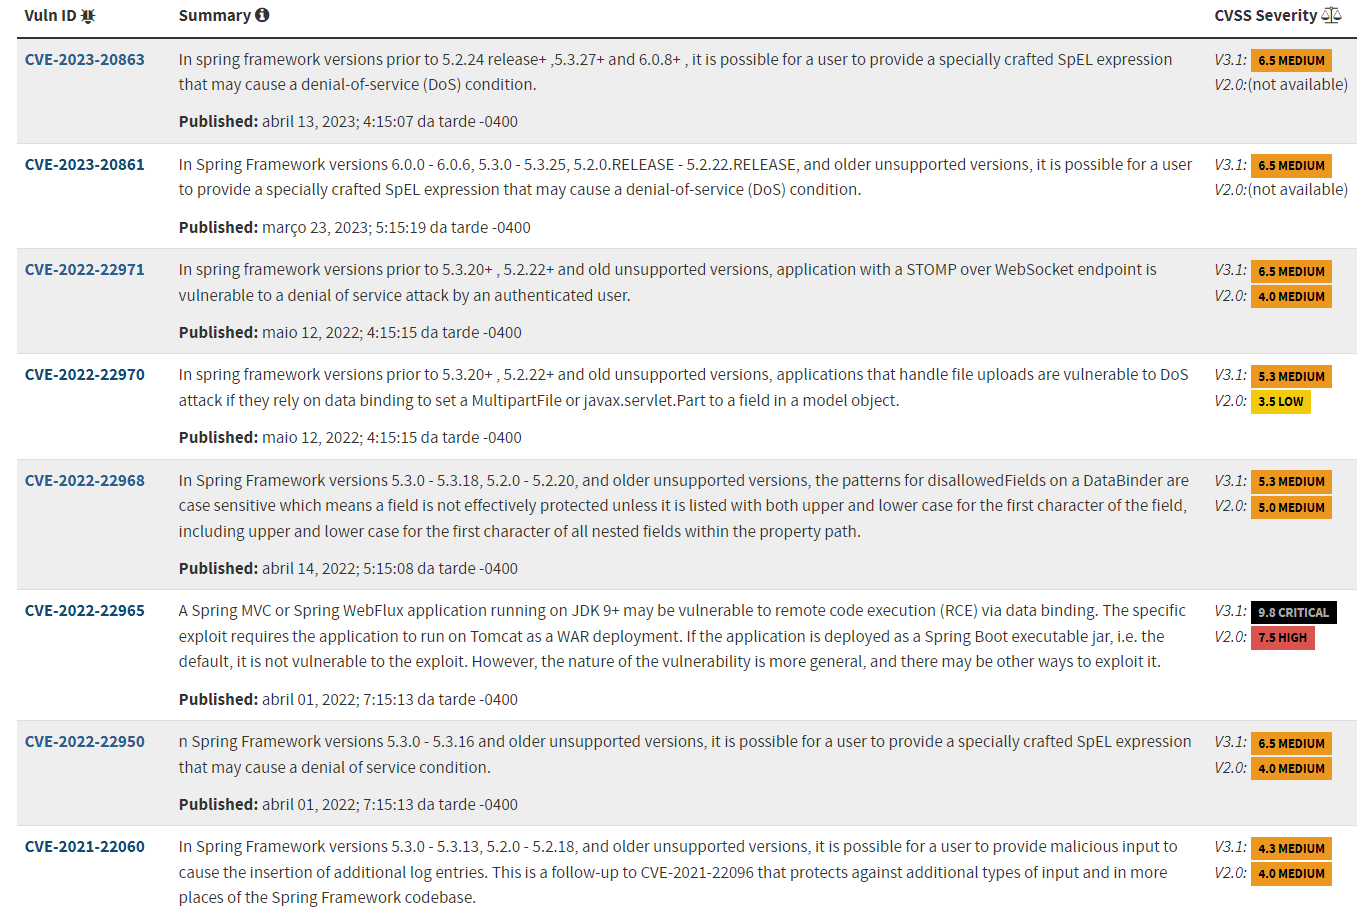 Vuln ID Summary CVSS Severity
CVE-2023-20863 In spring framework versions prior to 5.2.24 release+ ,5.3.27+ and 6.0.8+ , it is possible for a user to provide a specially crafted SpEL expression V3.1: 6.5 MEDIUM
that may cause a denial-of-service (DoS) condition. V2.0:(not available)
Published: abril 13, 2023; 4:15:07 da tarde -0400
CVE-2023-20861 In Spring Framework versions 6.0.0 - 6.0.6, 5.3.0 - 5.3.25, 5.2.0.RELEASE - 5.2.22.RELEASE, and older unsupported versions, it is possible for a user V3.1: 6.5 MEDIUM
to provide a specially crafted SpEL expression that may cause a denial-of-service (DoS) condition. V2.0:(not available)
Published: março 23, 2023; 5:15:19 da tarde -0400
CVE-2022-22971 In spring framework versions prior to 5.3.20+ , 5.2.22+ and old unsupported versions, application with a STOMP over WebSocket endpoint is V3.1: 6.5 MEDIUM
vulnerable to a denial of service attack by an authenticated user. V2.0: 4.0 MEDIUM
Published: maio 12, 2022; 4:15:15 da tarde -0400
CVE-2022-22970 In spring framework versions prior to 5.3.20+ , 5.2.22+ and old unsupported versions, applications that handle file uploads are vulnerable to DoS V3.1: 5.3 MEDIUM
attack if they rely on data binding to set a MultipartFile or javax.servlet.Part to a field in a model object. V2.0: 3.5 LOW
Published: maio 12, 2022; 4:15:15 da tarde -0400
CVE-2022-22968 In Spring Framework versions 5.3.0 - 5.3.18, 5.2.0 - 5.2.20, and older unsupported versions, the patterns for disallowedFields on a DataBinder are V3.1: 5.3 MEDIUM
case sensitive which means a field is not effectively protected unless it is listed with both upper and lower case for the first character of the field, V2.0: 5.0 MEDIUM
including upper and lower case for the first character of all nested fields within the property path.
Published: abril 14, 2022; 5:15:08 da tarde -0400
CVE-2022-22965 A Spring MVC or Spring WebFlux application running on JDK 9+ may be vulnerable to remote code execution (RCE) via data binding. The specific V3.1: 9.8 CRITICAL
exploit requires the application to run on Tomcat as a WAR deployment. If the application is deployed as a Spring Boot executable jar, i.e. the V2.0: 7.5 HIGH
default, it is not vulnerable to the exploit. However, the nature of the vulnerability is more general, and there may be other ways to exploit it.
Published: abril 01, 2022; 7:15:13 da tarde -0400
CVE-2022-22950 n Spring Framework versions 5.3.0 - 5.3.16 and older unsupported versions, it is possible for a user to provide a specially crafted SpEL expression V3.1: 6.5 MEDIUM
that may cause a denial of service condition. V2.0: 4.0 MEDIUM
Published: abril 01, 2022; 7:15:13 da tarde -0400
CVE-2021-22060 In Spring Framework versions 5.3.0 - 5.3.13, 5.2.0 - 5.2.18, and older unsupported versions, it is possible for a user to provide malicious input to V3.1: 4.3 MEDIUM
cause the insertion of additional log entries. This is a follow-up to CVE-2021-22096 that protects against additional types of input and in more V2.0: 4.0 MEDIUM
places of the Spring Framework codebase.